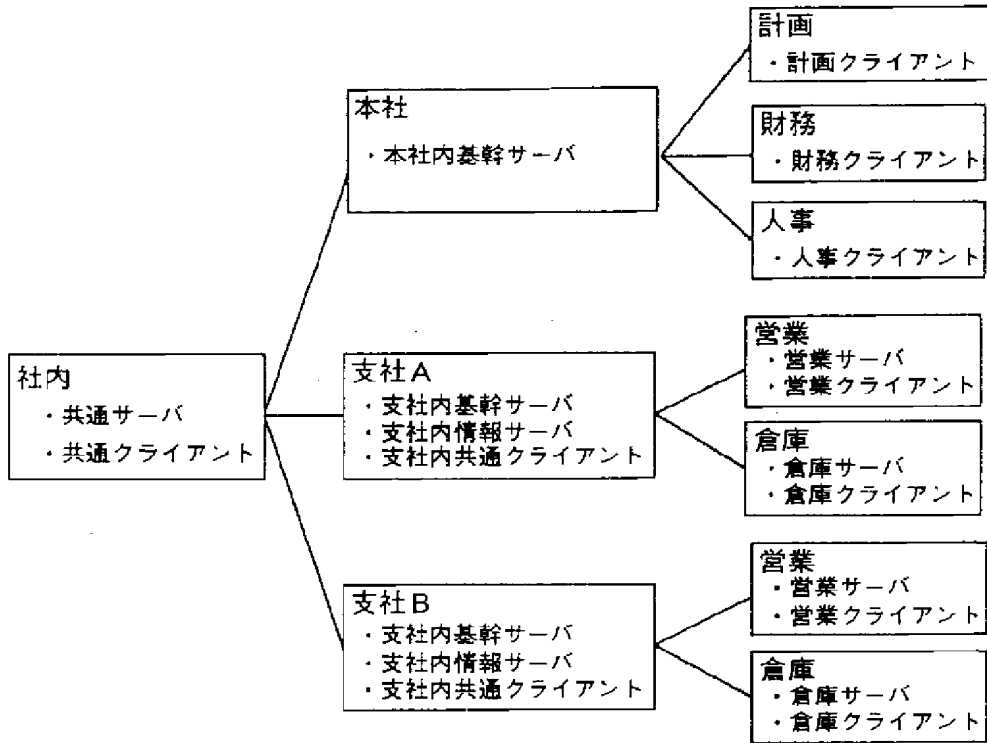 社内
・共通サーバ
・共通クライアント
本社
・本社内基幹サーバ
計画
・計画クライアント
財務
・財務クライアント
人事
・人事クライアント
支社A
・支社内基幹サーバ
・支社内情報サーバ
・支社内共通クライアント
営業
・営業サーバ
・営業クライアント
倉庫
・倉庫サーバ
・倉庫クライアント
支社B
・支社内基幹サーバ
・支社内情報サーバ
・支社内共通クライアント
営業
・営業サーバ
・営業クライアント
倉庫
・倉庫サーバ
・倉庫クライアント